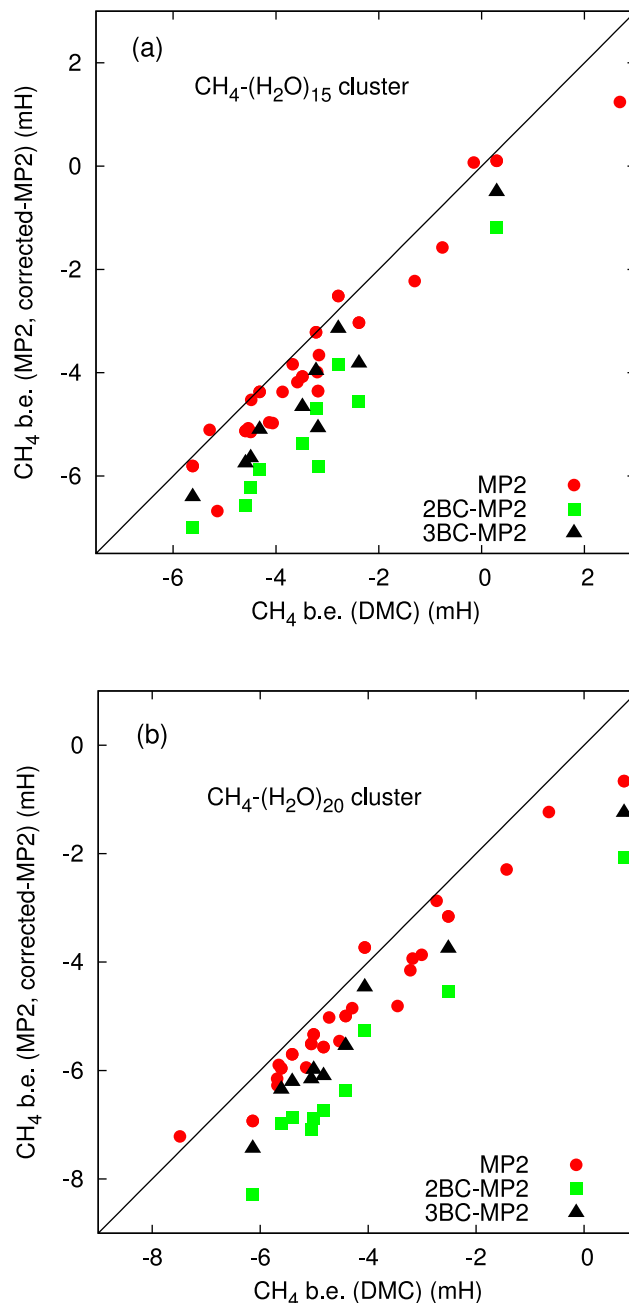 (a)
CH₄-(H₂O)₁₅ cluster
CH₄ b.e. (MP2, corrected-MP2) (mH)
2
0
-2
-4
-6
MP2
2BC-MP2
3BC-MP2
-6 -4 -2 0 2
CH₄ b.e. (DMC) (mH)
(b)
CH₄-(H₂O)₂₀ cluster
CH₄ b.e. (MP2, corrected-MP2) (mH)
0
-2
-4
-6
-8
MP2
2BC-MP2
3BC-MP2
-8 -6 -4 -2 0
CH₄ b.e. (DMC) (mH)